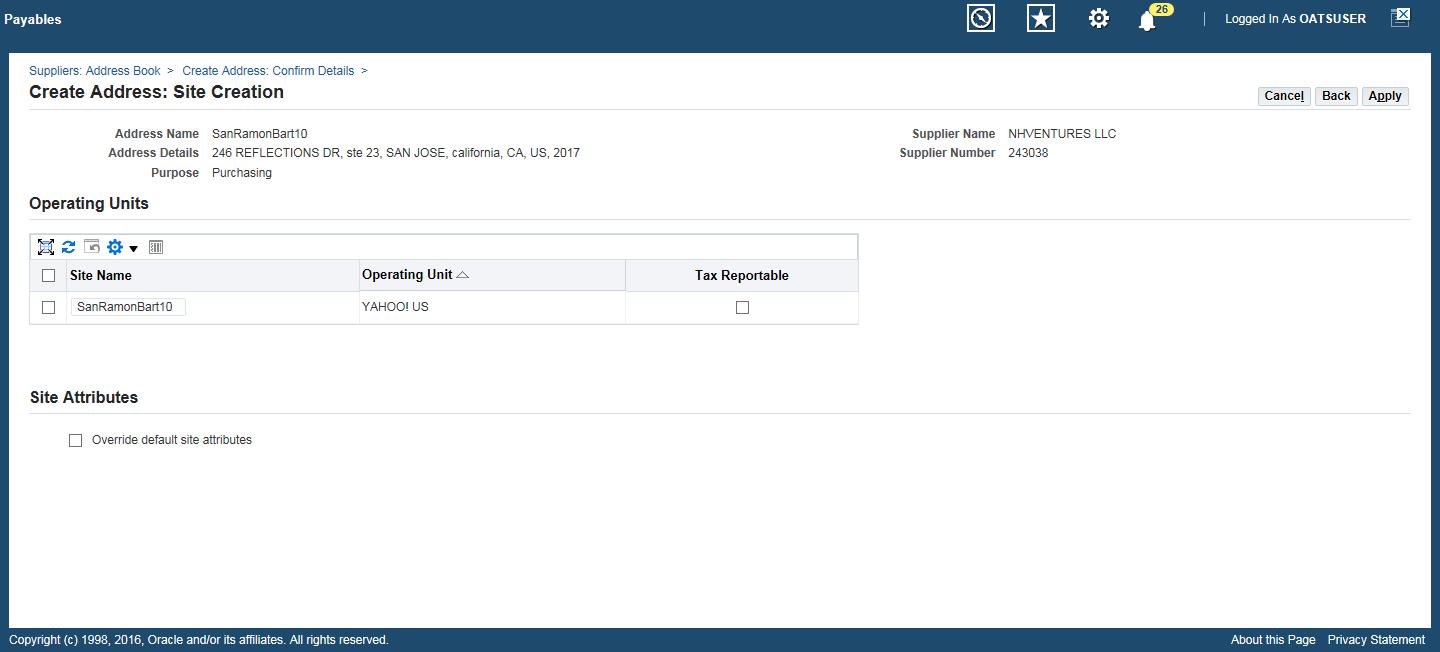 Payables
26
| Logged In As OATSUSER
Suppliers: Address Book > Create Address: Confirm Details >
Create Address: Site Creation
Cancel Back Apply
Address Name SanRamonBart10
Supplier Name NHVENTURES LLC
Address Details 246 REFLECTIONS DR, ste 23, SAN JOSE, california, CA, US, 2017
Supplier Number 243038
Purpose Purchasing
Operating Units
Site Name Operating Unit Tax Reportable
SanRamonBart10 YAHOO! US
Site Attributes
Override default site attributes
Copyright (c) 1998, 2016, Oracle and/or its affiliates. All rights reserved.
About this Page Privacy Statement